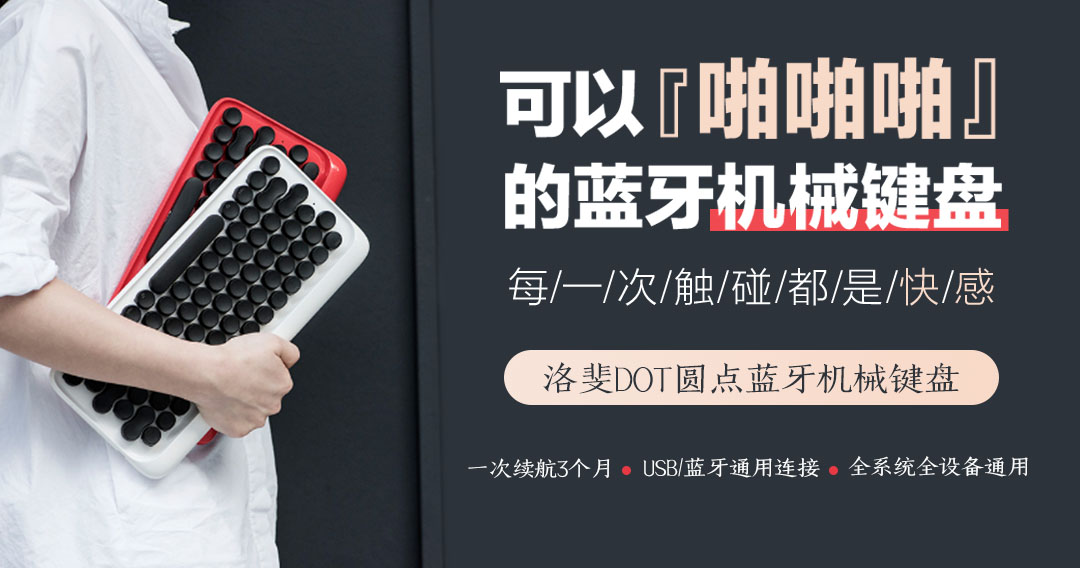 可以『啪啪啪』
的蓝牙机械键盘
每/一/次/触/碰/都/是/快/感
洛斐DOT圆点蓝牙机械键盘
一次续航3个月 ● USB/蓝牙通用连接 ● 全系统全设备通用